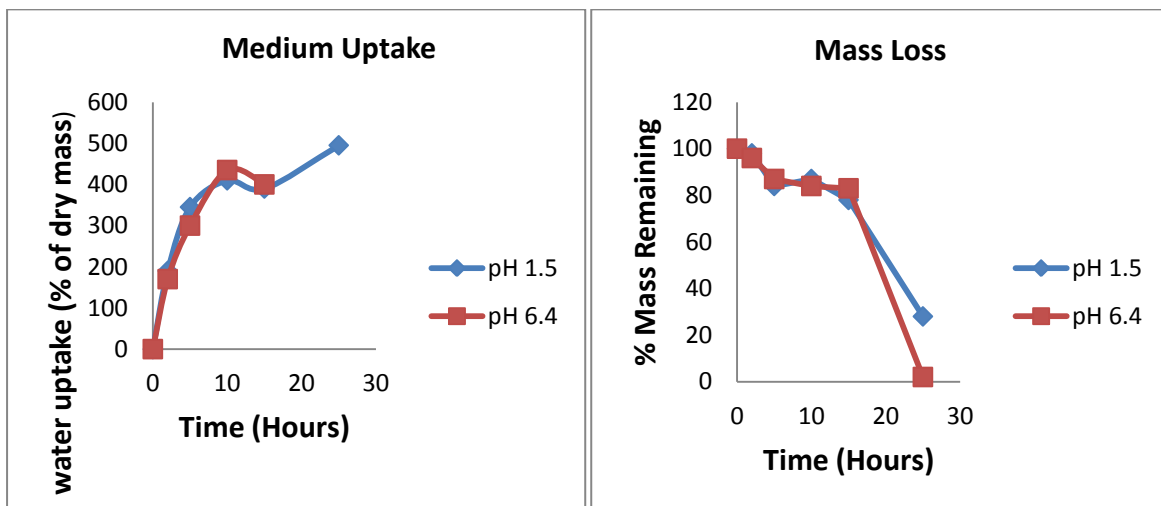 Medium Uptake
water uptake (% of dry mass)
600
500
400
300
200
100
0
0 10 20 30
Time (Hours)
pH 1.5
pH 6.4
Mass Loss
% Mass Remaining
120
100
80
60
40
20
0
0 10 20 30
Time (Hours)
pH 1.5
pH 6.4